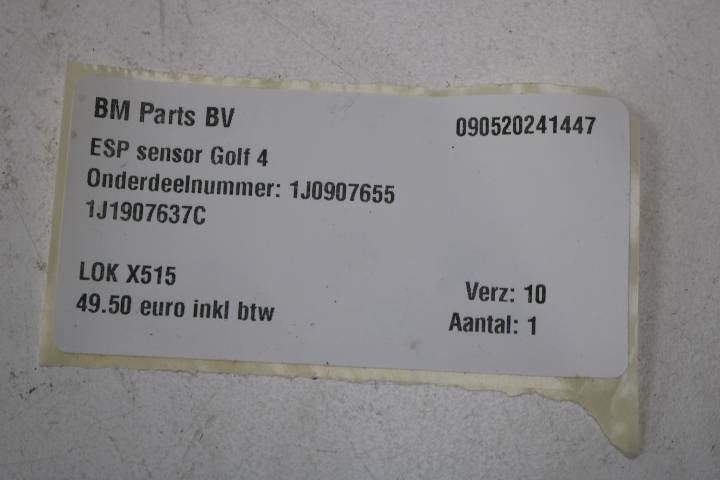 BM Parts BV
090520241447
ESP sensor Golf 4
Onderdeelnummer: 1J0907655
1J1907637C
LOK X515
49.50 euro inkl btw
Verz: 10
Aantal: 1